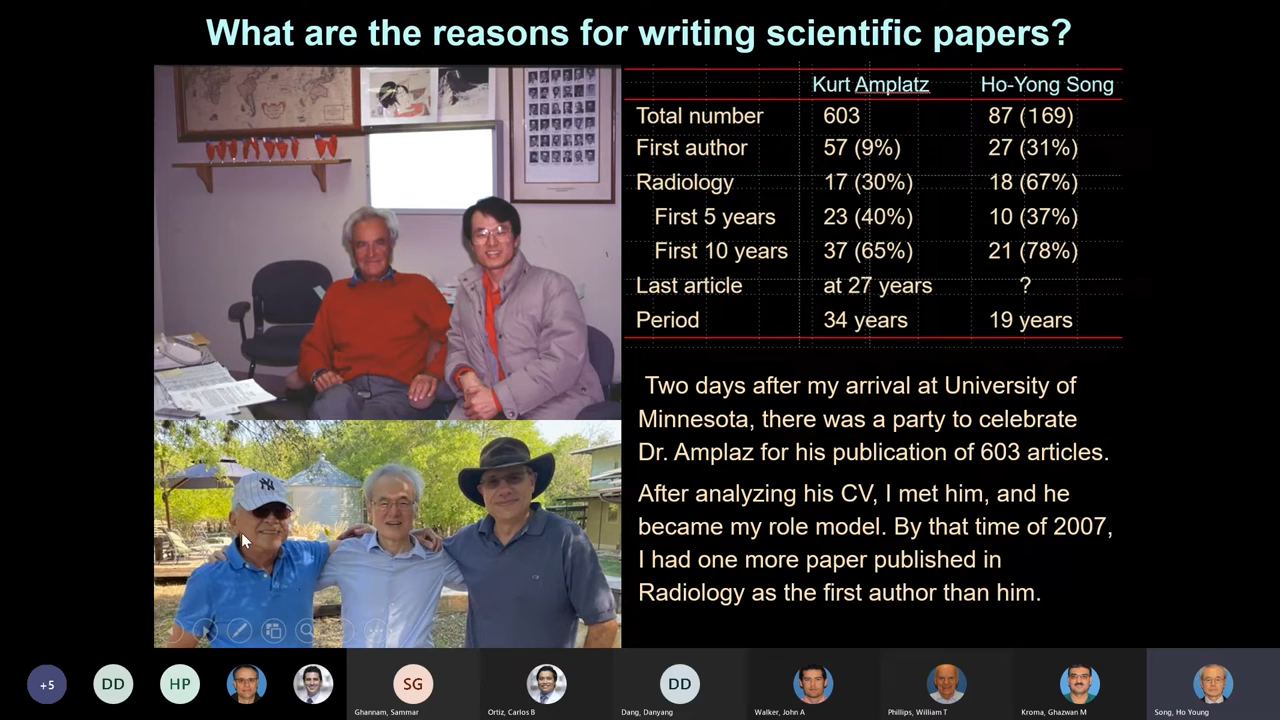 What are the reasons for writing scientific papers?
Kurt Amplatz Ho-Yong Song
Total number 603 87 (169)
First author 57 (9%) 27 (31%)
Radiology 17 (30%) 18 (67%)
First 5 years 23 (40%) 10 (37%)
First 10 years 37 (65%) 21 (78%)
Last article at 27 years ?
Period 34 years 19 years
Two days after my arrival at University of
Minnesota, there was a party to celebrate
Dr. Amplaz for his publication of 603 articles.
After analyzing his CV, I met him, and he
became my role model. By that time of 2007,
I had one more paper published in
Radiology as the first author than him.
NY
+5
DD
HP
SG
DD
Ghannam, Sammar
Ortiz, Carlos B
Dang, Danyang
Walker, John A
Phillips, William T
Kroma, Ghazwan M
Song, Ho Young